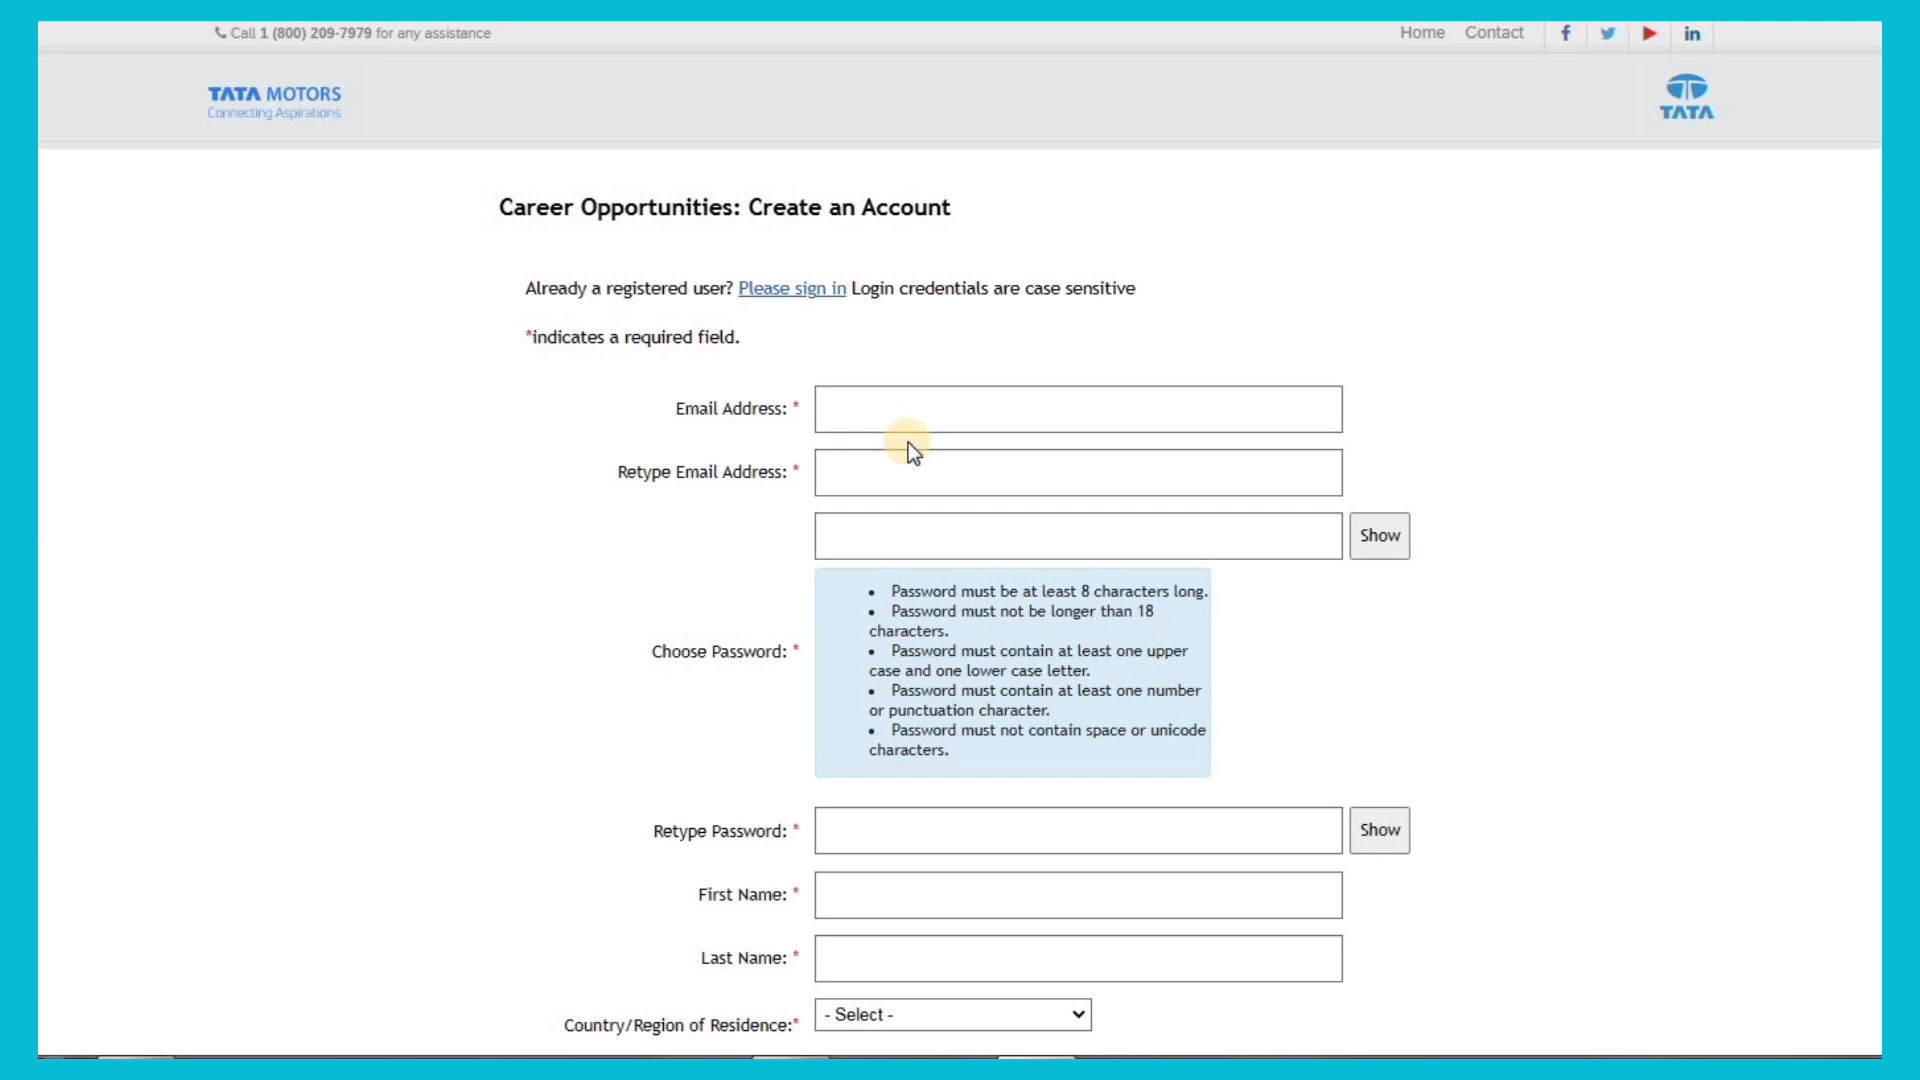 Call 1 (800) 209-7979 for any assistance
Home Contact
TATA MOTORS
Connecting Aspirations
TATA
Career Opportunities: Create an Account
Already a registered user? Please sign in Login credentials are case sensitive
*indicates a required field.
Email Address: *
Retype Email Address: *
Show
Choose Password: *
• Password must be at least 8 characters long.
• Password must not be longer than 18
characters.
• Password must contain at least one upper
case and one lower case letter.
• Password must contain at least one number
or punctuation character.
• Password must not contain space or unicode
characters.
Retype Password: *
Show
First Name: *
Last Name: *
Country/Region of Residence:*
- Select -